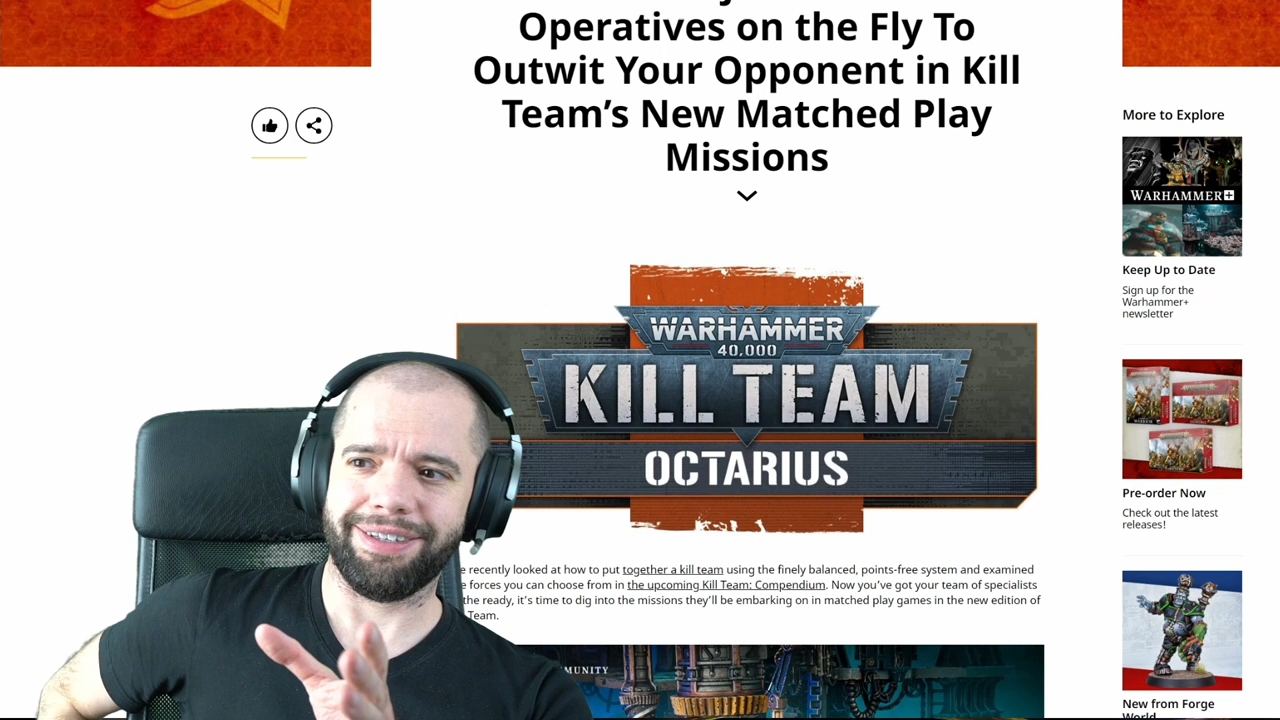 Operatives on the Fly To
Outwit Your Opponent in Kill
Team’s New Matched Play
Missions
More to Explore
WARHAMMER+
Keep Up to Date
Sign up for the
Warhammer+
newsletter
WARHAMMER
40,000
KILL TEAM
OCTARIUS
Pre-order Now
Check out the latest
releases!
recently looked at how to put together a kill team using the finely balanced, points-free system and examined
forces you can choose from in the upcoming Kill Team: Compendium. Now you’ve got your team of specialists
the ready, it’s time to dig into the missions they’ll be embarking on in matched play games in the new edition of
Team.
MUNITY
New from Forge
World